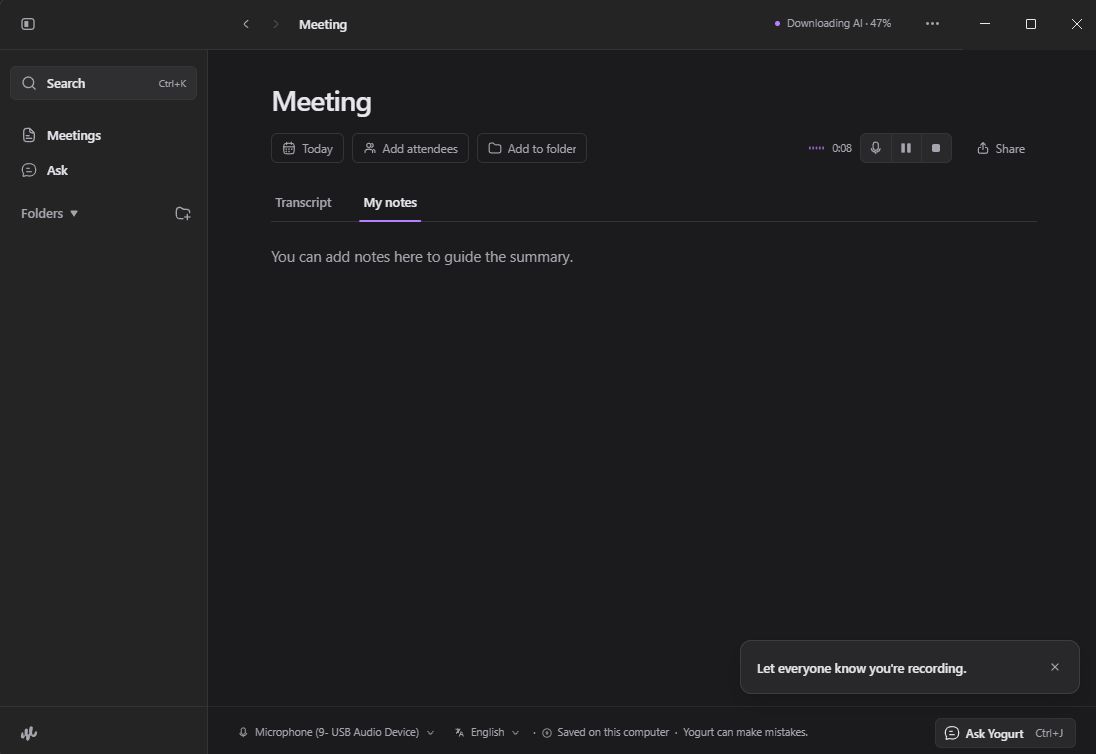 Meeting
Downloading AI · 47%
Search
Ctrl+K
Meetings
Ask
Folders
Meeting
Today
Add attendees
Add to folder
0:08
Share
Transcript
My notes
You can add notes here to guide the summary.
Let everyone know you're recording.
Microphone (9- USB Audio Device)
English
· Saved on this computer · Yogurt can make mistakes.
Ask Yogurt
Ctrl+J